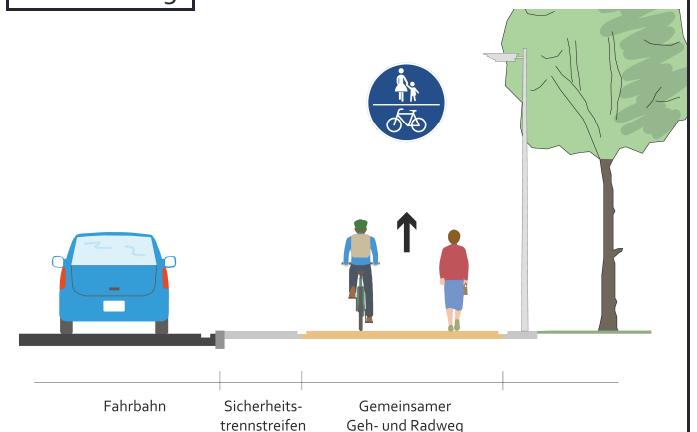 Fahrbahn
Sicherheits-
trennstreifen
Gemeinsamer
Geh- und Radweg